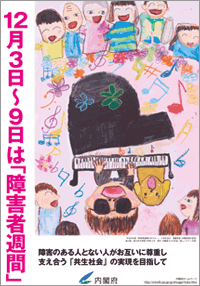 12月3日～9日は「障害者週間」
障害のある人とない人がお互いに尊重し
支え合う「共生社会」の実現を目指して
内閣府